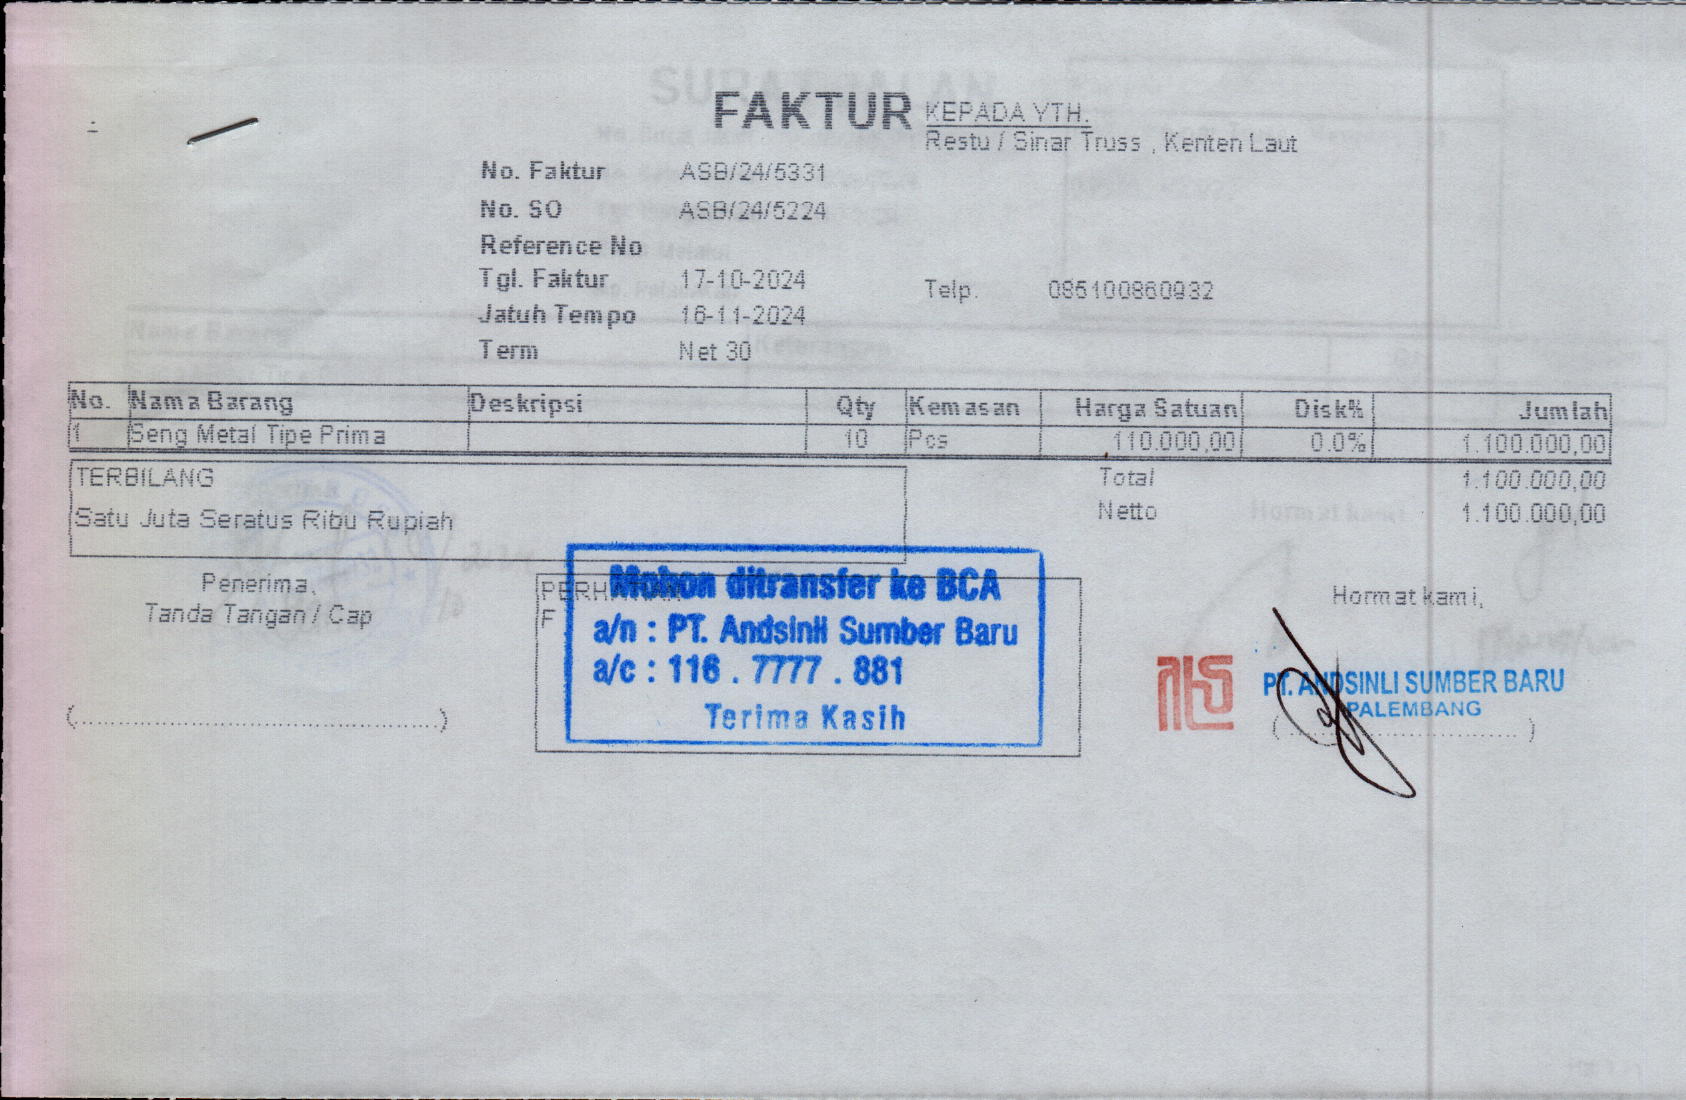 FAKTUR
KEPADA YTH.
Restu / Sinar Truss , Kenten Laut
No. Faktur ASB/24/5331
No. SO ASB/24/5224
Reference No
Tgl. Faktur 17-10-2024
Telp. 085100860932
Jatuh Tempo 16-11-2024
Term Net 30
No. Nama Barang Deskripsi Qty Kemasan Harga Satuan Disk% Jumlah
1 Seng Metal Tipe Prima 10 Pcs 110.000,00 0.0% 1.100.000,00
TERBILANG
Satu Juta Seratus Ribu Rupiah
Total 1.100.000,00
Netto 1.100.000,00
Penerima,
Tanda Tangan / Cap
(........................................)
Mohon ditransfer ke BCA
a/n : PT. Andsinli Sumber Baru
a/c : 116 . 7777 . 881
Terima Kasih
Hormat kami,
PT. ANDSINLI SUMBER BARU
PALEMBANG